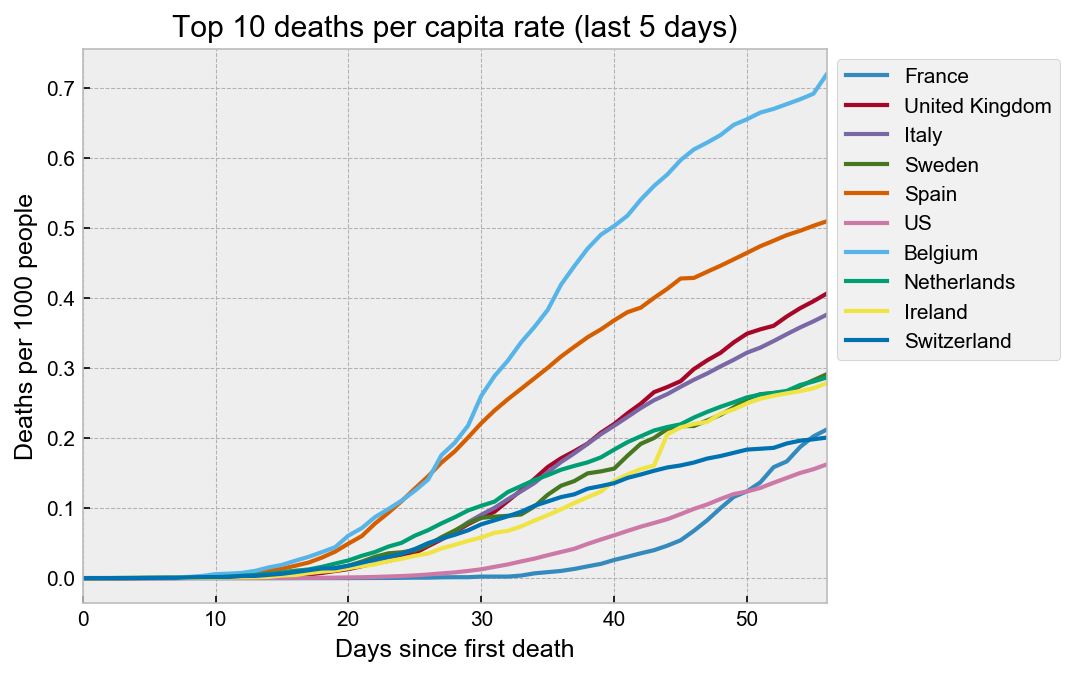 Top 10 deaths per capita rate (last 5 days)
Deaths per 1000 people
0.7
0.6
0.5
0.4
0.3
0.2
0.1
0.0
0 10 20 30 40 50
Days since first death
France
United Kingdom
Italy
Sweden
Spain
US
Belgium
Netherlands
Ireland
Switzerland